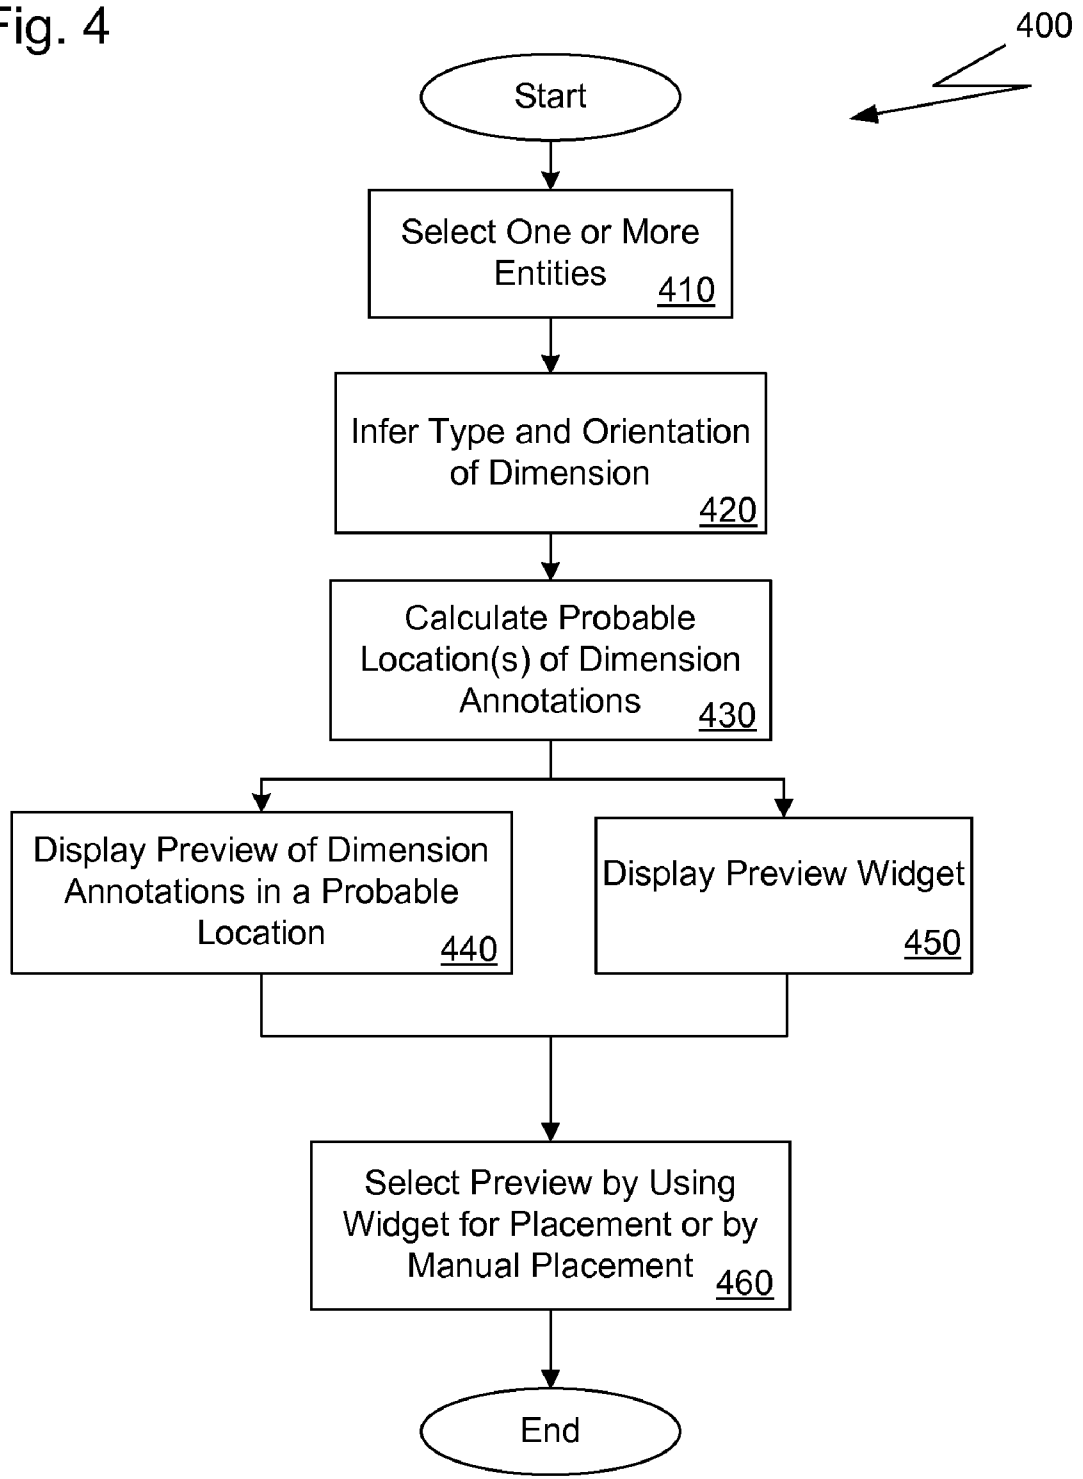 Fig. 4
400
Start
Select One or More
Entities
410
Infer Type and Orientation
of Dimension
420
Calculate Probable
Location(s) of Dimension
Annotations
430
Display Preview of Dimension
Annotations in a Probable
Location
440
Display Preview Widget
450
Select Preview by Using
Widget for Placement or by
Manual Placement
460
End